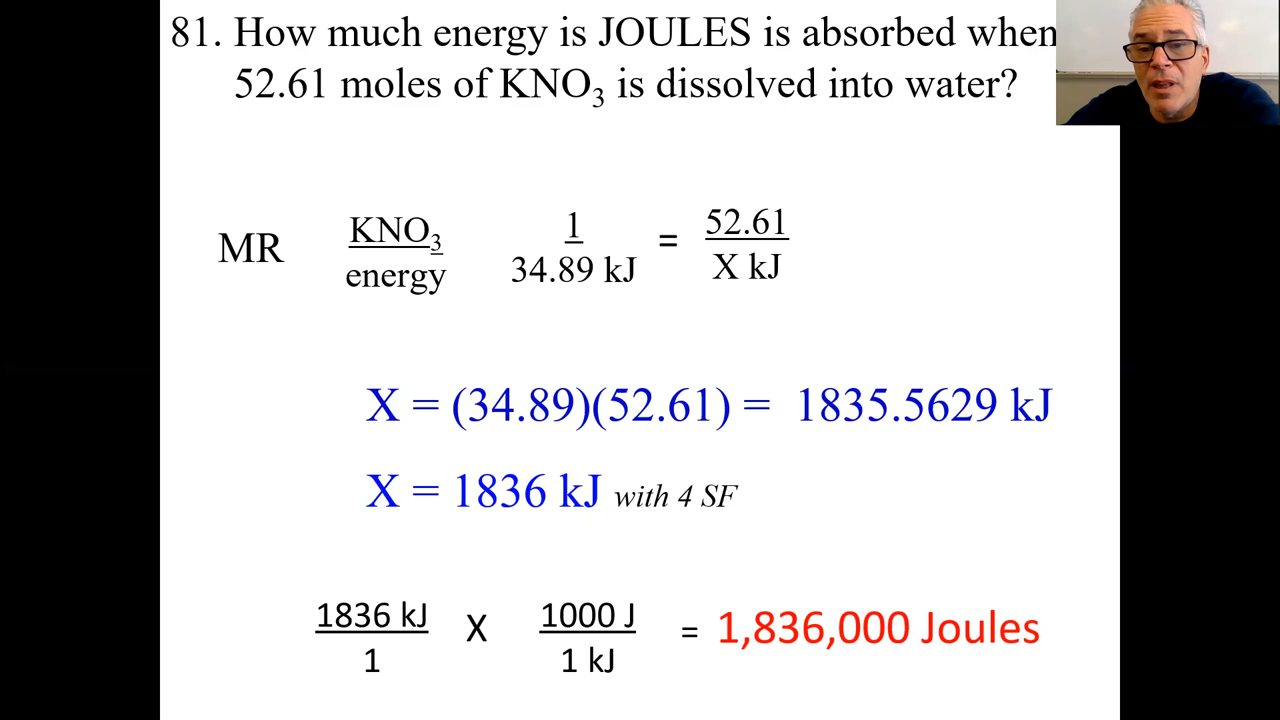 81. How much energy is JOULES is absorbed when
52.61 moles of KNO₃ is dissolved into water?
MR KNO₃ 1 = 52.61
energy 34.89 kJ X kJ
X = (34.89)(52.61) = 1835.5629 kJ
X = 1836 kJ with 4 SF
1836 kJ X 1000 J = 1,836,000 Joules
1 1 kJ